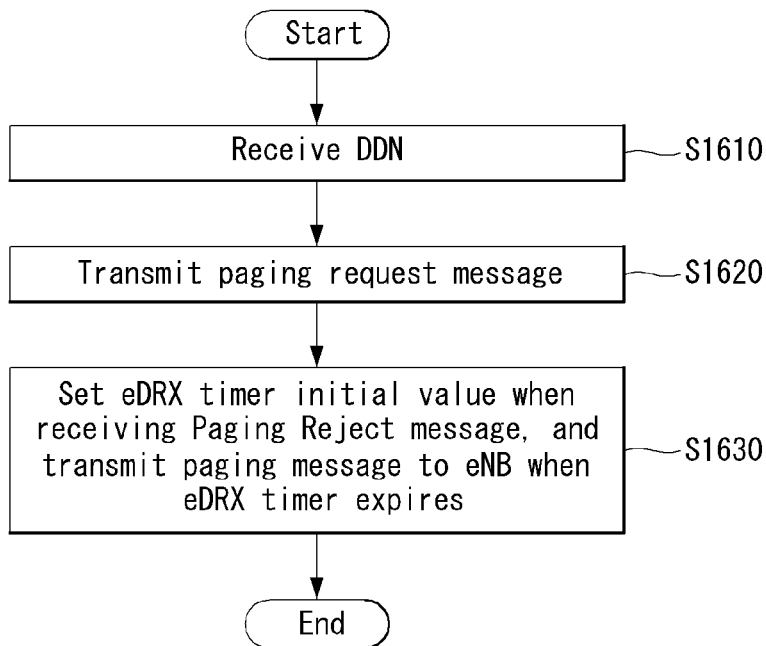 Start
Receive DDN
S1610
Transmit paging request message
S1620
Set eDRX timer initial value when
receiving Paging Reject message, and
transmit paging message to eNB when
eDRX timer expires
S1630
End